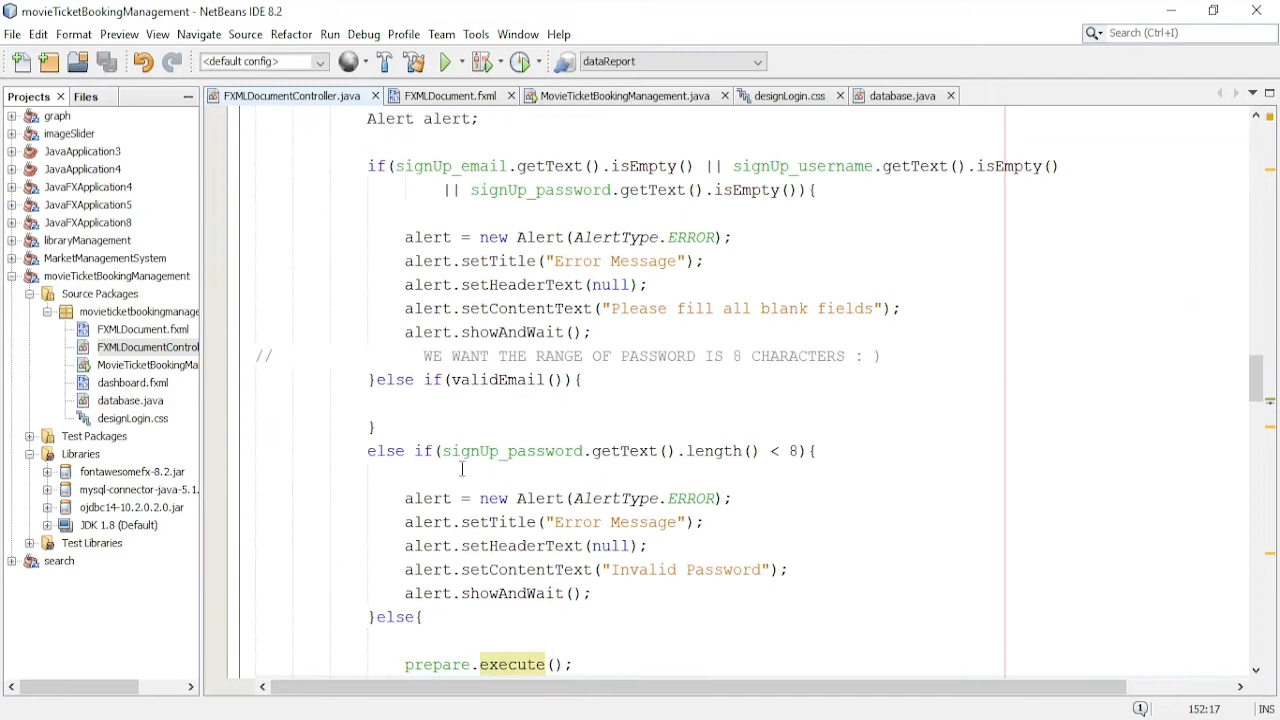 movieTicketBookingManagement - NetBeans IDE 8.2
File Edit Format Preview View Navigate Source Refactor Run Debug Profile Team Tools Window Help
Search (Ctrl+I)
<default config>
dataReport
Projects Files
FXMLDocumentController.java FXMLDocument.fxml MovieTicketBookingManagement.java designLogin.css database.java
graph
imageSlider
JavaApplication3
JavaApplication4
JavaFXApplication4
JavaFXApplication5
JavaFXApplication8
libraryManagement
MarketManagementSystem
movieTicketBookingManagement
Source Packages
movieticketbookingmanage
FXMLDocument.fxml
FXMLDocumentControl
MovieTicketBookingMa
dashboard.fxml
database.java
designLogin.css
Test Packages
Libraries
fontawesomefx-8.2.jar
mysql-connector-java-5.1.
ojdbc14-10.2.0.2.0.jar
JDK 1.8 (Default)
Test Libraries
search
Alert alert;
if(signUp_email.getText().isEmpty() || signUp_username.getText().isEmpty()
|| signUp_password.getText().isEmpty()){
alert = new Alert(AlertType.ERROR);
alert.setTitle("Error Message");
alert.setHeaderText(null);
alert.setContentText("Please fill all blank fields");
alert.showAndWait();
// WE WANT THE RANGE OF PASSWORD IS 8 CHARACTERS : )
}else if(validEmail()){
}
else if(signUp_password.getText().length() < 8){
alert = new Alert(AlertType.ERROR);
alert.setTitle("Error Message");
alert.setHeaderText(null);
alert.setContentText("Invalid Password");
alert.showAndWait();
}else{
prepare.execute();
1
152:17 INS